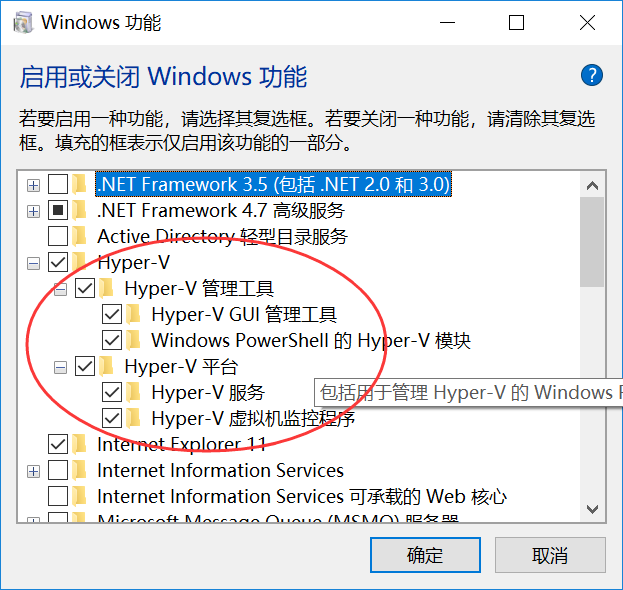 Windows 功能
启用或关闭 Windows 功能
若要启用一种功能，请选择其复选框。若要关闭一种功能，请清除其复选
框。填充的框表示仅启用该功能的一部分。
.NET Framework 3.5 (包括 .NET 2.0 和 3.0)
.NET Framework 4.7 高级服务
Active Directory 轻型目录服务
Hyper-V
Hyper-V 管理工具
Hyper-V GUI 管理工具
Windows PowerShell 的 Hyper-V 模块
Hyper-V 平台
Hyper-V 服务
包括用于管理 Hyper-V 的 Windows P
Hyper-V 虚拟机监控程序
Internet Explorer 11
Internet Information Services
Internet Information Services 可承载的 Web 核心
Microsoft Message Queue (MSMQ) 服务器
确定
取消